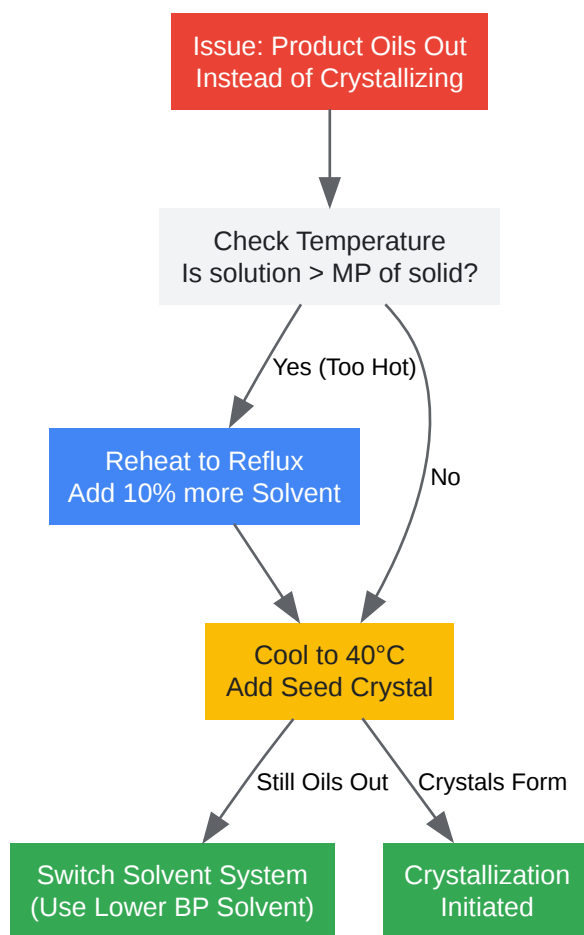 Issue: Product Oils Out
Instead of Crystallizing
Check Temperature
Is solution > MP of solid?
Yes (Too Hot)
Reheat to Reflux
Add 10% more Solvent
No
Cool to 40°C
Add Seed Crystal
Still Oils Out
Crystals Form
Switch Solvent System
(Use Lower BP Solvent)
Crystallization
Initiated